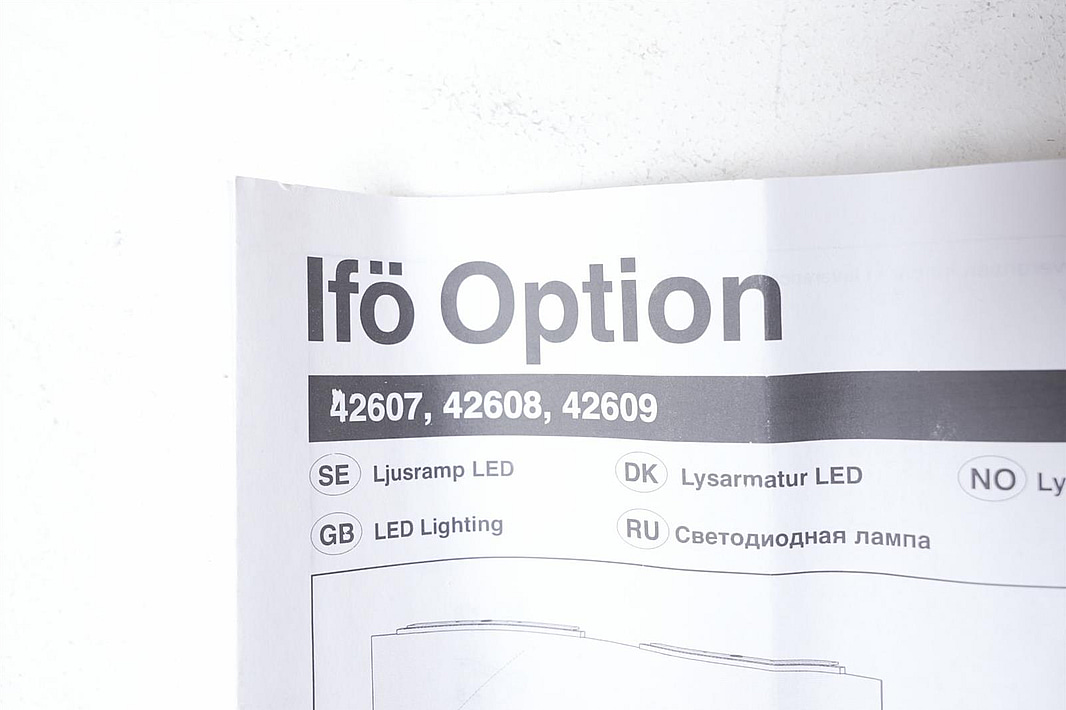 Ifö Option
42607, 42608, 42609
SE Ljusramp LED DK Lysarmatur LED NO
GB LED Lighting RU Светодиодная лампа